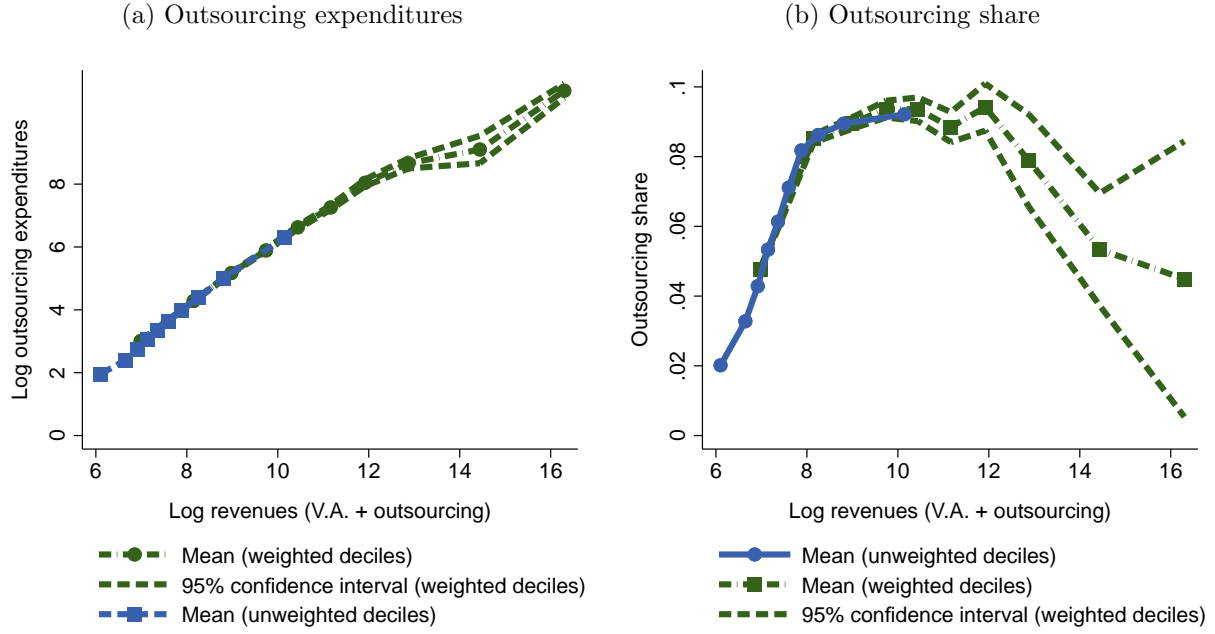 (a) Outsourcing expenditures
Log outsourcing expenditures
8
6
4
2
0
6 8 10 12 14 16
Log revenues (V.A. + outsourcing)
Mean (weighted deciles)
95% confidence interval (weighted deciles)
Mean (unweighted deciles)
(b) Outsourcing share
Outsourcing share
.1
.08
.06
.04
.02
0
6 8 10 12 14 16
Log revenues (V.A. + outsourcing)
Mean (unweighted deciles)
Mean (weighted deciles)
95% confidence interval (weighted deciles)